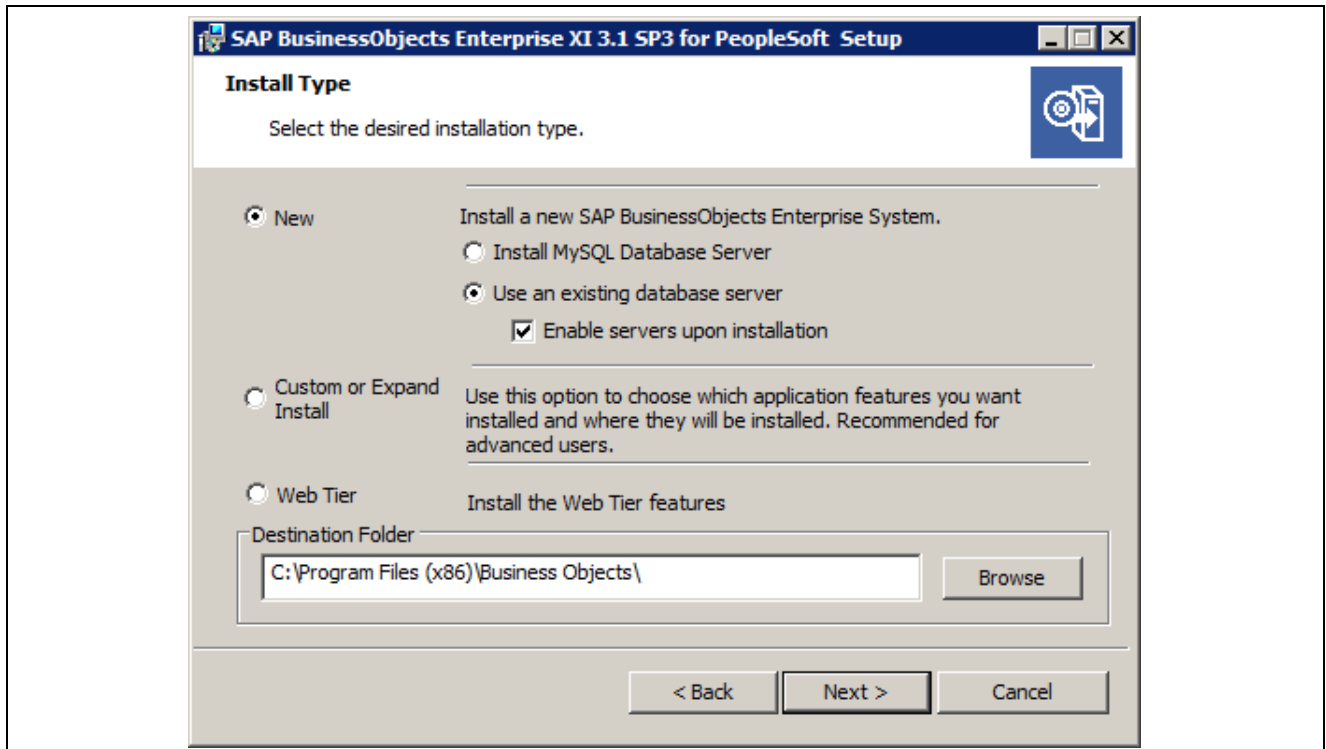 SAP BusinessObjects Enterprise XI 3.1 SP3 for PeopleSoft Setup
Install Type
Select the desired installation type.
New
Install a new SAP BusinessObjects Enterprise System.
Install MySQL Database Server
Use an existing database server
Enable servers upon installation
Custom or Expand
Install
Use this option to choose which application features you want
installed and where they will be installed. Recommended for
advanced users.
Web Tier
Install the Web Tier features
Destination Folder
C:\Program Files (x86)\Business Objects\
Browse
< Back
Next >
Cancel